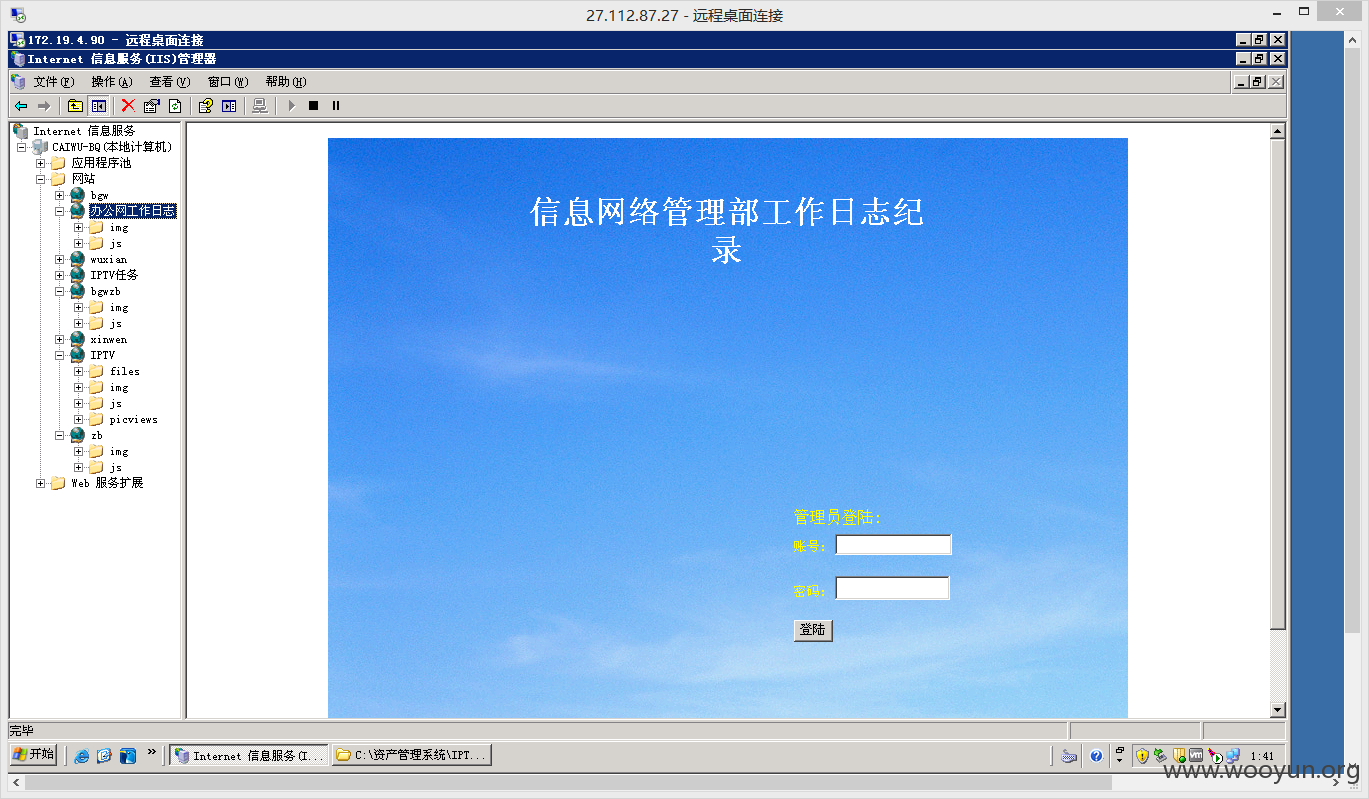 27.112.87.27 - 远程桌面连接
172.19.4.90 - 远程桌面连接
Internet 信息服务(IIS)管理器
文件(F) 操作(A) 查看(V) 窗口(W) 帮助(H)
Internet 信息服务
CAIWU-BQ(本地计算机)
应用程序池
网站
bgw
办公网工作日志
img
js
wuxian
IPTV任务
bgwzb
img
js
xinwen
IPTV
files
img
js
picviews
zb
img
js
Web 服务扩展
信息网络管理部工作日志纪
录
管理员登陆:
账号:
密码:
登陆
完毕
开始 Internet 信息服务(I... C:\资产管理系统\IPT... 1:41
www.wooyun.org